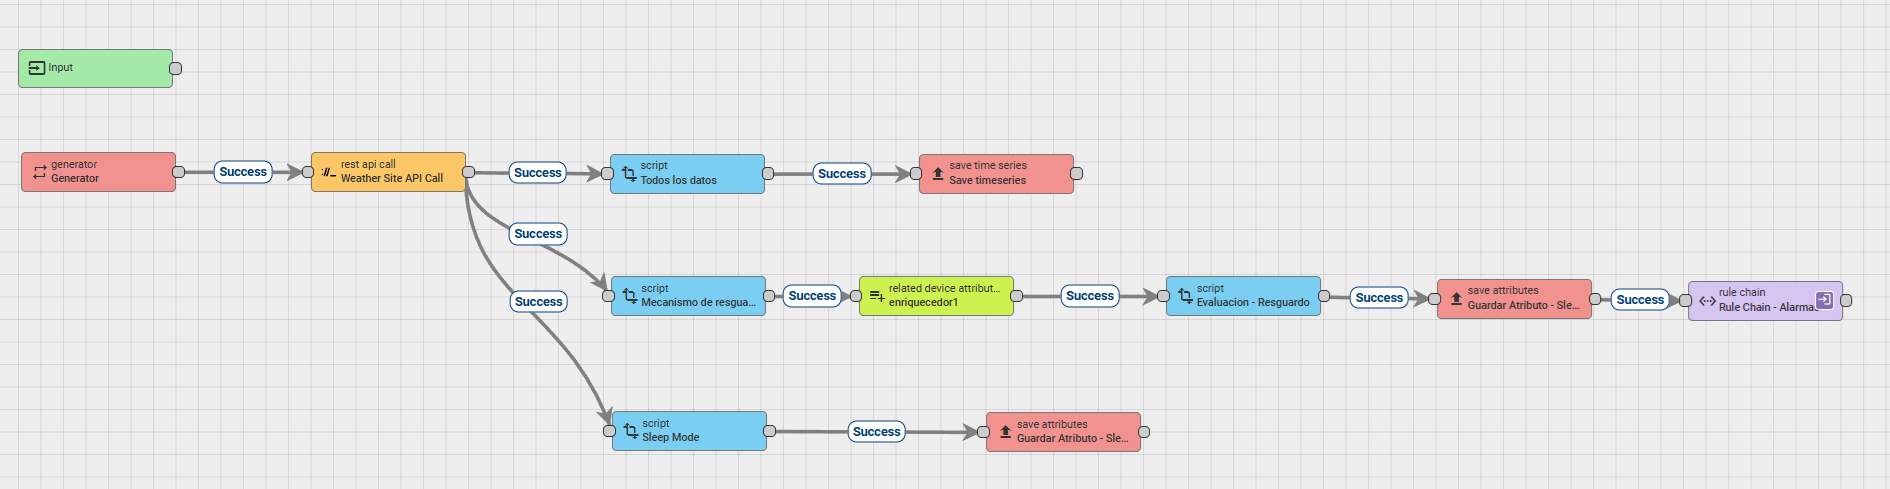 Input
generator
Generator
Success
rest api call
Weather Site API Call
Success
script
Todos los datos
Success
save time series
Save timeseries
Success
script
Mecanismo de resgua...
Success
related device attribut...
enriquecedor1
Success
script
Evaluacion - Resguardo
Success
save attributes
Guardar Atributo - Sle...
Success
rule chain
Rule Chain - Alarmas
Success
script
Sleep Mode
Success
save attributes
Guardar Atributo - Sle...